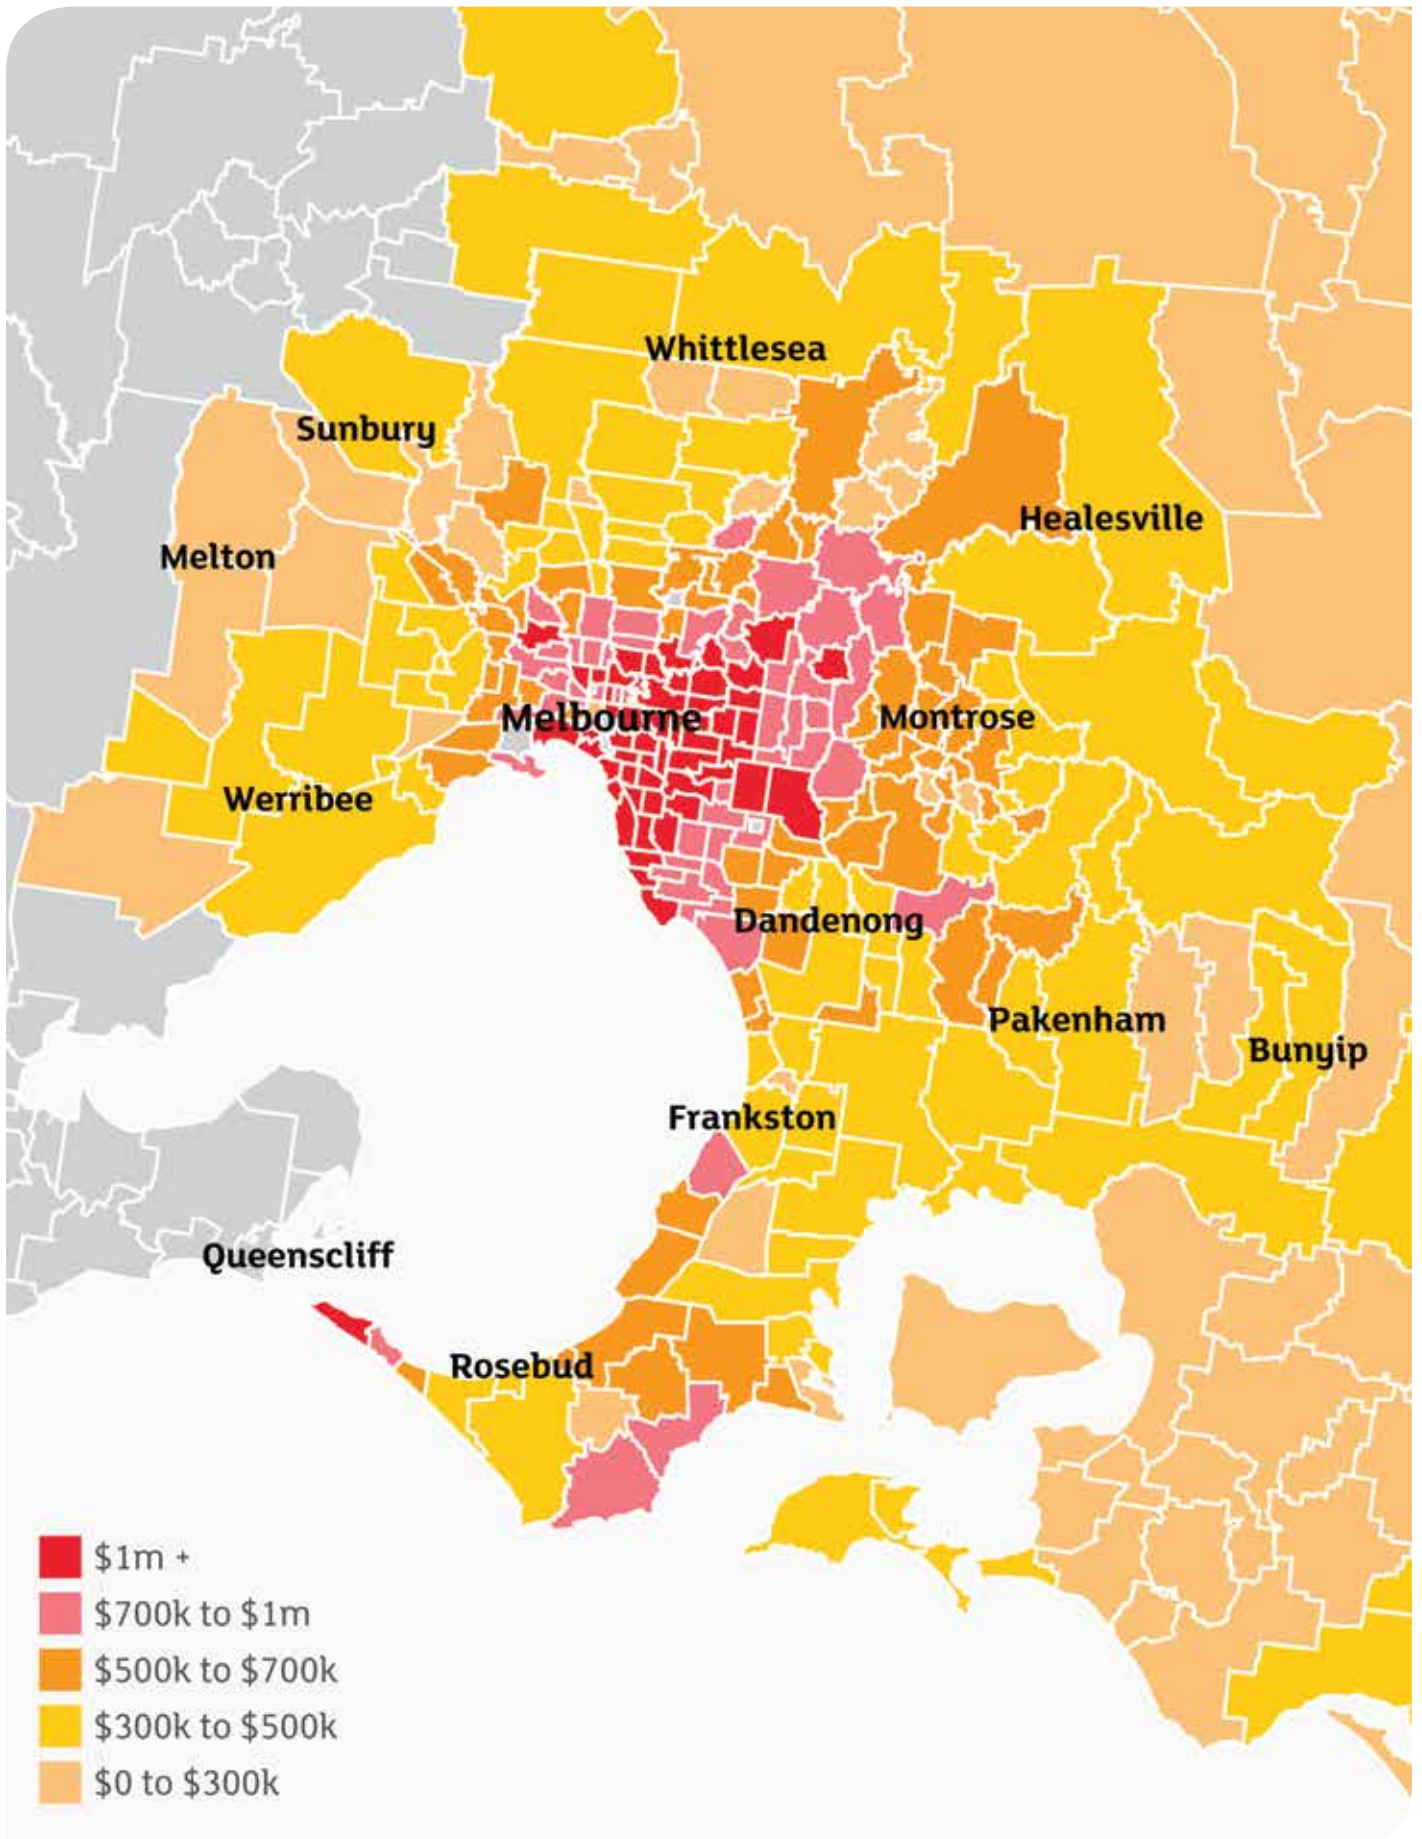 Whittlesea
Sunbury
Healesville
Melton
Melbourne
Montrose
Werribee
Dandenong
Pakenham
Bunyip
Frankston
Queenscliff
Rosebud
$1m +
$700k to $1m
$500k to $700k
$300k to $500k
$0 to $300k